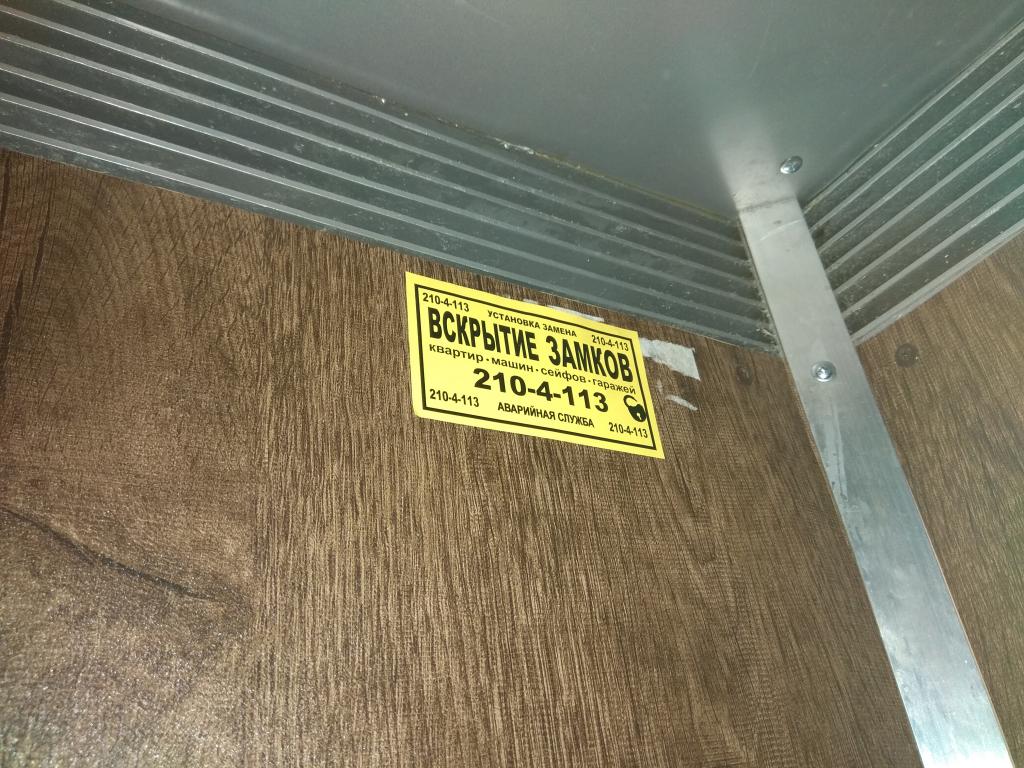 210-4-113 УСТАНОВКА ЗАМЕНА 210-4-113
ВСКРЫТИЕ ЗАМКОВ
квартир·машин·сейфов·гаражей
210-4-113
210-4-113 АВАРИЙНАЯ СЛУЖБА 210-4-113